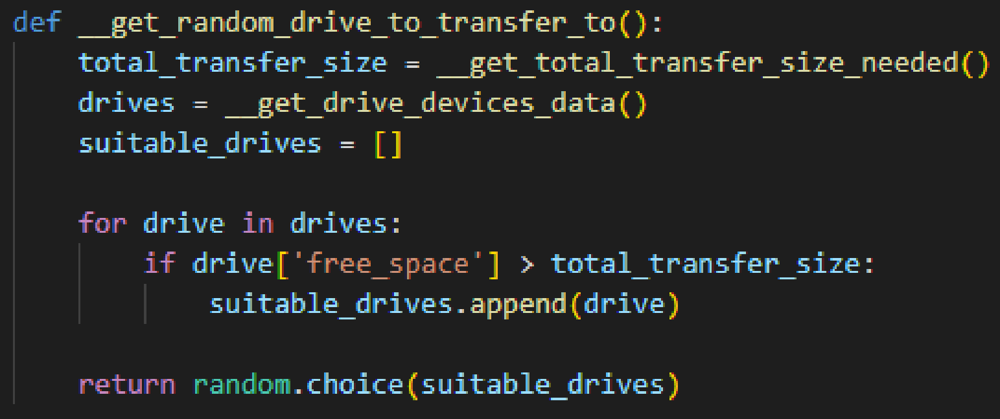 def __get_random_drive_to_transfer_to():
    total_transfer_size = __get_total_transfer_size_needed()
    drives = __get_drive_devices_data()
    suitable_drives = []

    for drive in drives:
        if drive['free_space'] > total_transfer_size:
            suitable_drives.append(drive)

    return random.choice(suitable_drives)